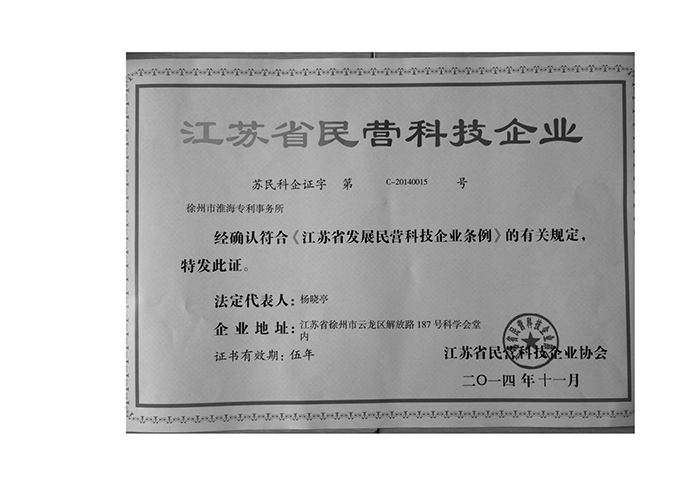 江苏省民营科技企业
苏民科企证字 第 C-20140015 号
徐州市淮海专利事务所
经确认符合《江苏省发展民营科技企业条例》的有关规定，
特发此证。
法定代表人：杨晓亭
企业地址：江苏省徐州市云龙区解放路187号科学会堂
内
证书有效期：伍年
江苏省民营科技企业协会
二〇一四年十一月